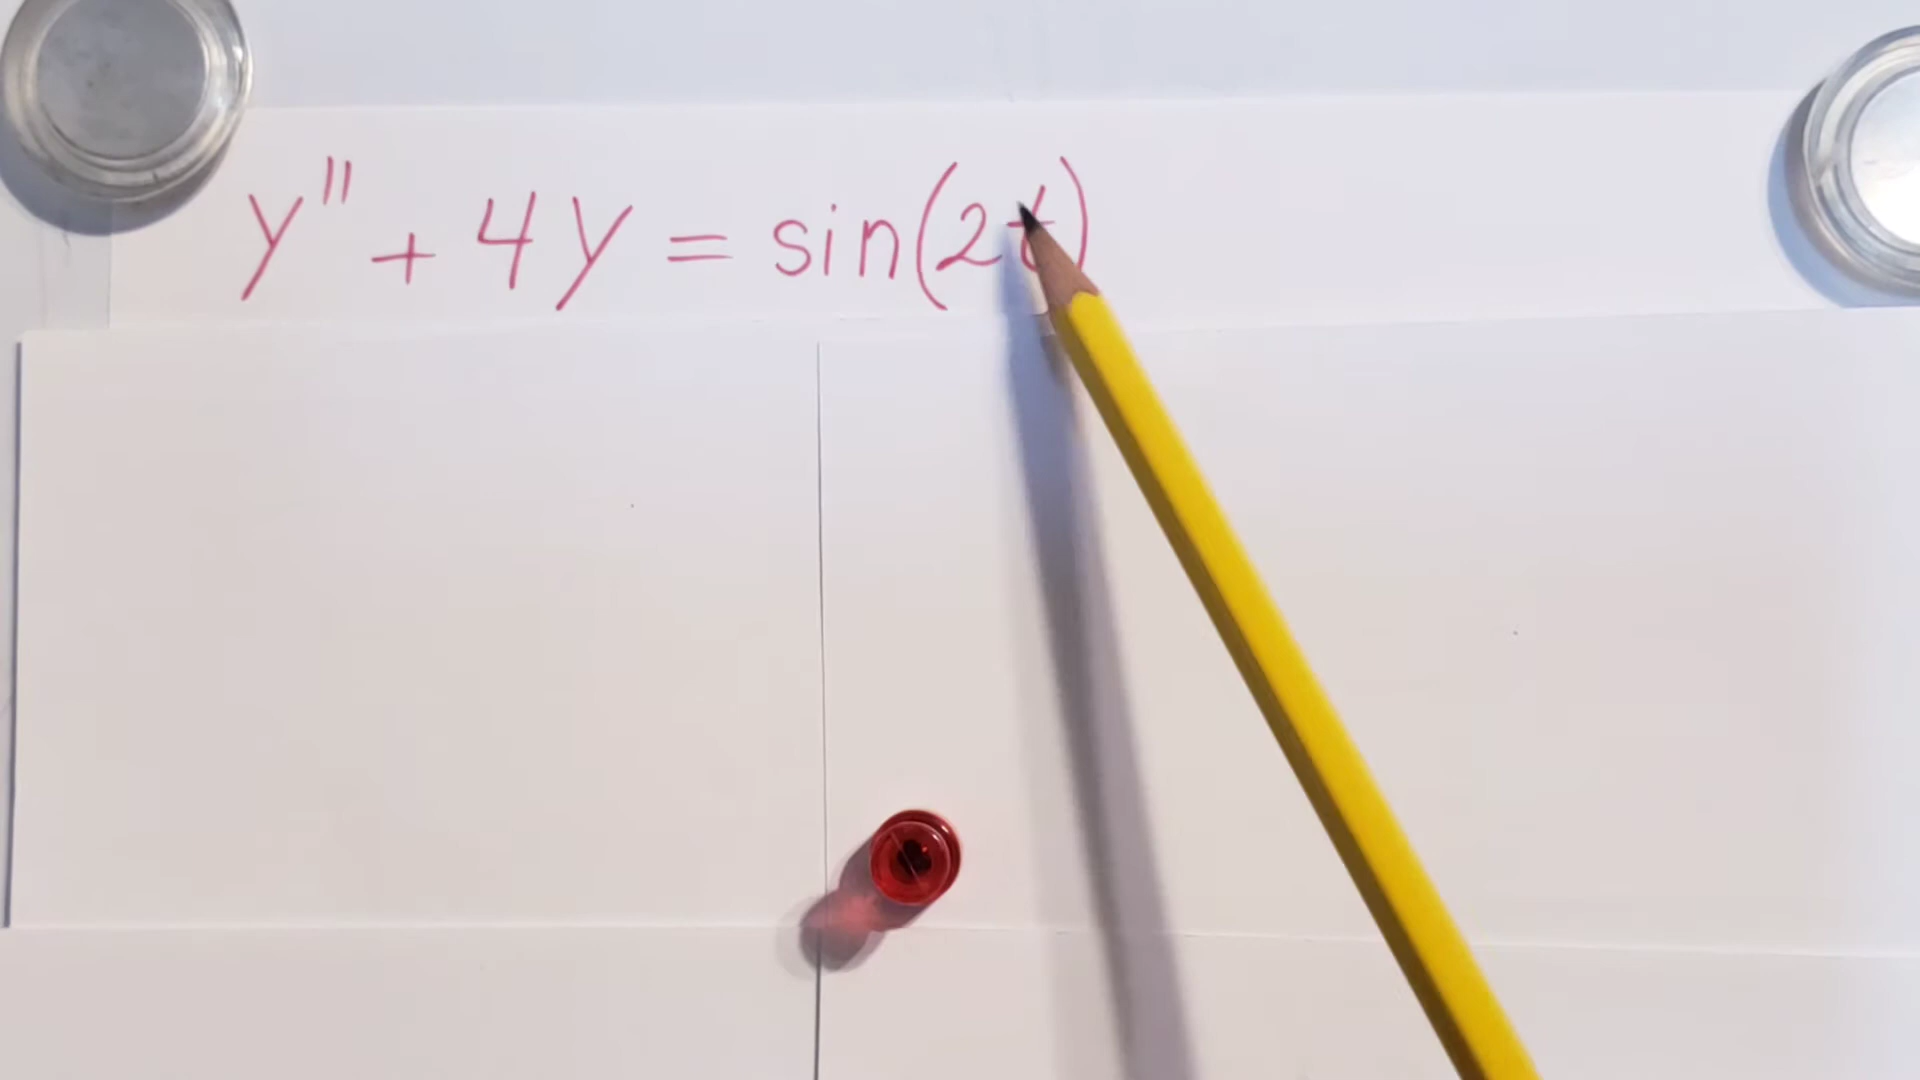 y'' + 4y = sin(2t)